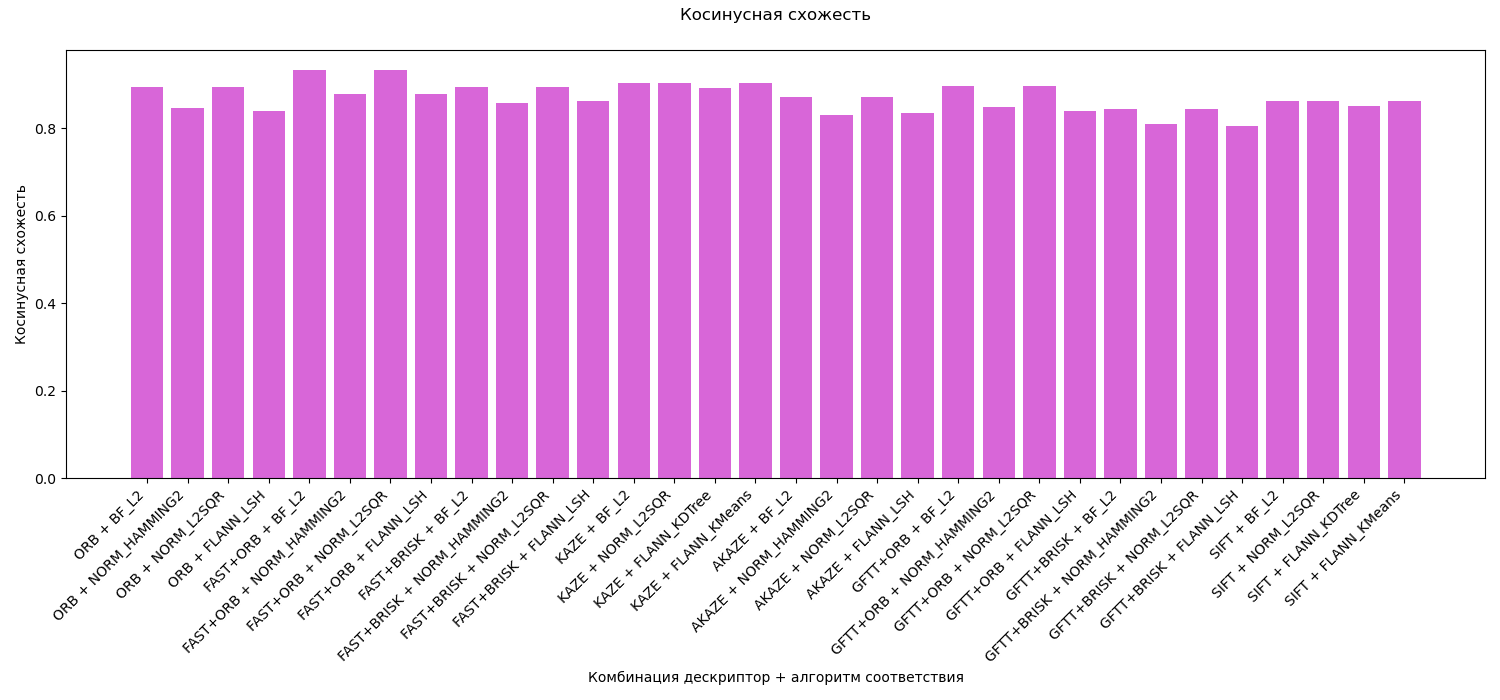 Косинусная схожесть
Косинусная схожесть
0.8
0.6
0.4
0.2
0.0
ORB + BF_L2
ORB + NORM_HAMMING2
ORB + NORM_L2SQR
ORB + FLANN_LSH
FAST+ORB + BF_L2
FAST+ORB + NORM_HAMMING2
FAST+ORB + NORM_L2SQR
FAST+ORB + FLANN_LSH
FAST+BRISK + BF_L2
FAST+BRISK + NORM_HAMMING2
FAST+BRISK + NORM_L2SQR
FAST+BRISK + FLANN_LSH
KAZE + BF_L2
KAZE + NORM_L2SQR
KAZE + FLANN_KDTree
KAZE + FLANN_KMeans
AKAZE + BF_L2
AKAZE + NORM_HAMMING2
AKAZE + NORM_L2SQR
AKAZE + FLANN_LSH
GFTT+ORB + BF_L2
GFTT+ORB + NORM_HAMMING2
GFTT+ORB + NORM_L2SQR
GFTT+ORB + FLANN_LSH
GFTT+BRISK + BF_L2
GFTT+BRISK + NORM_HAMMING2
GFTT+BRISK + NORM_L2SQR
GFTT+BRISK + FLANN_LSH
SIFT + BF_L2
SIFT + NORM_L2SQR
SIFT + FLANN_KDTree
SIFT + FLANN_KMeans
Комбинация дескриптор + алгоритм соответствия